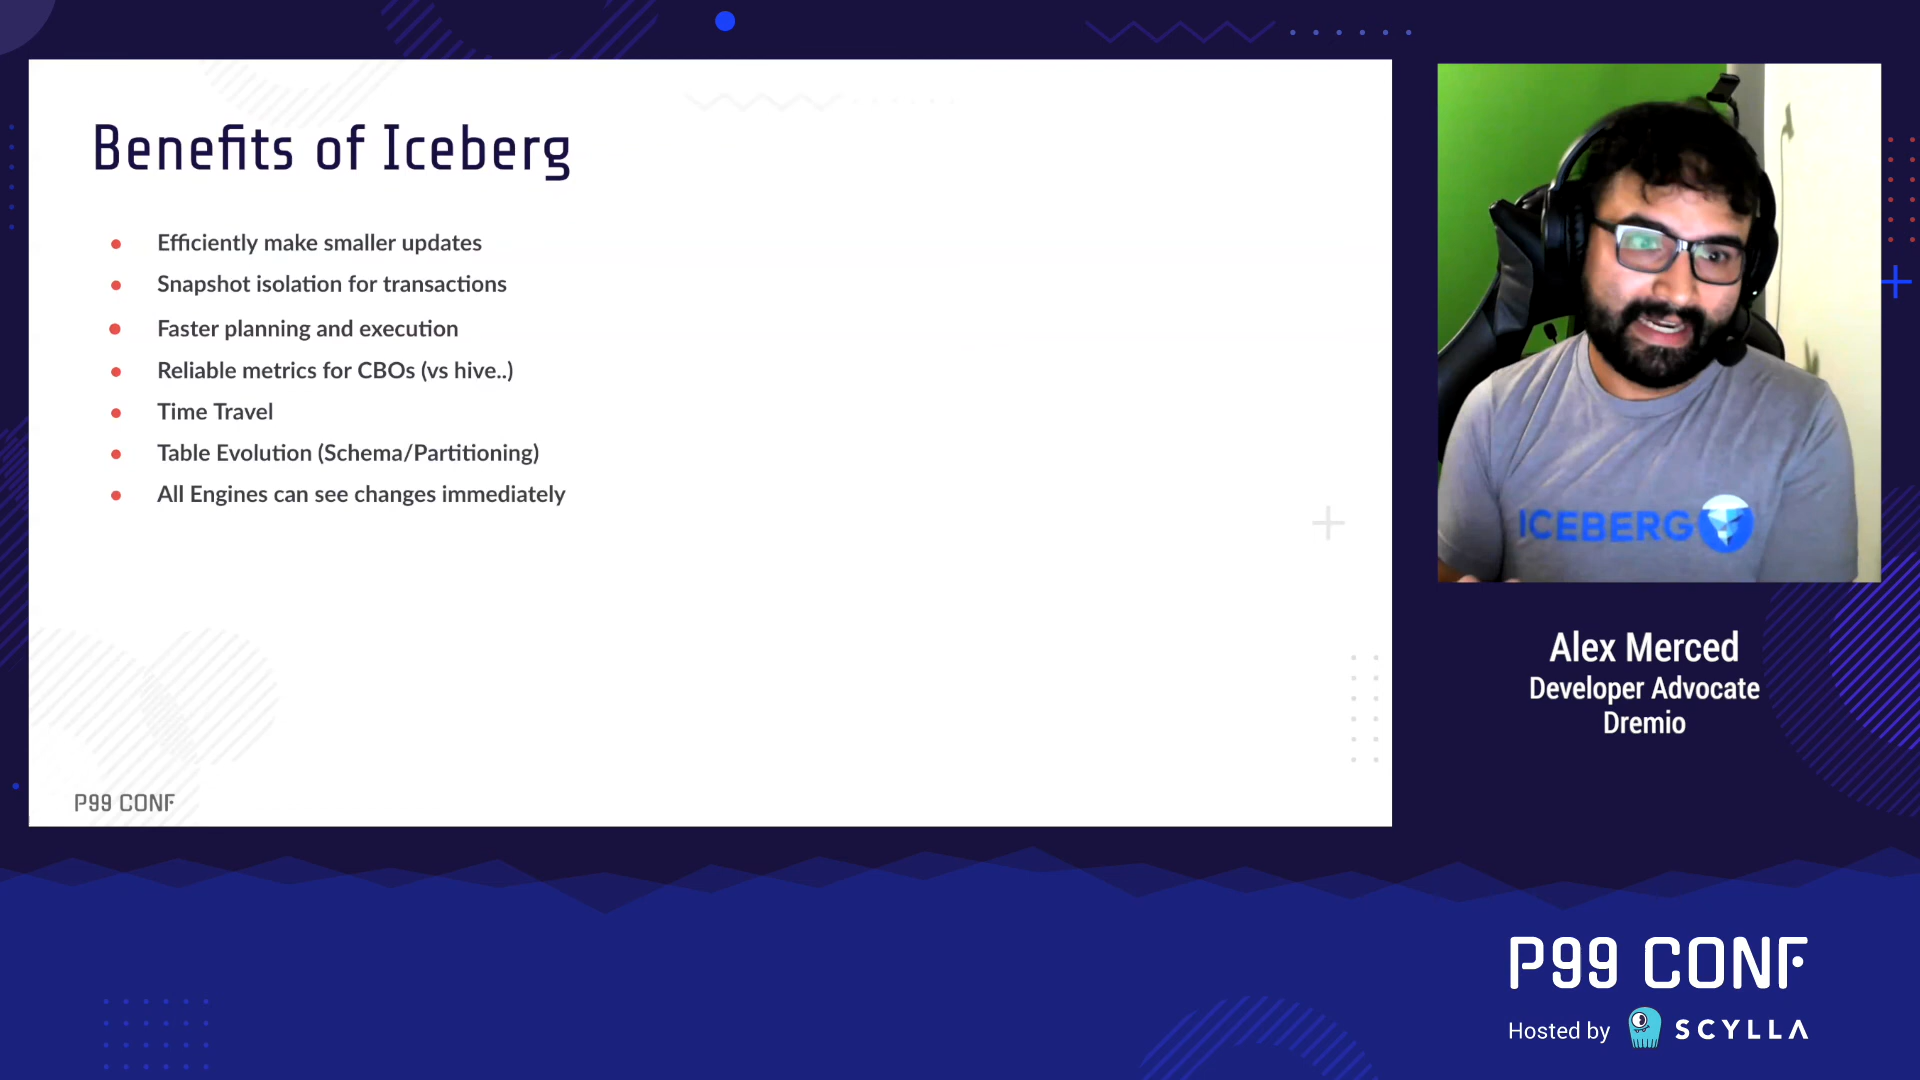 Benefits of Iceberg
Efficiently make smaller updates
Snapshot isolation for transactions
Faster planning and execution
Reliable metrics for CBOs (vs hive..)
Time Travel
Table Evolution (Schema/Partitioning)
All Engines can see changes immediately
P99 CONF
ICEBERG
Alex Merced
Developer Advocate
Dremio
P99 CONF
Hosted by SCYLLA